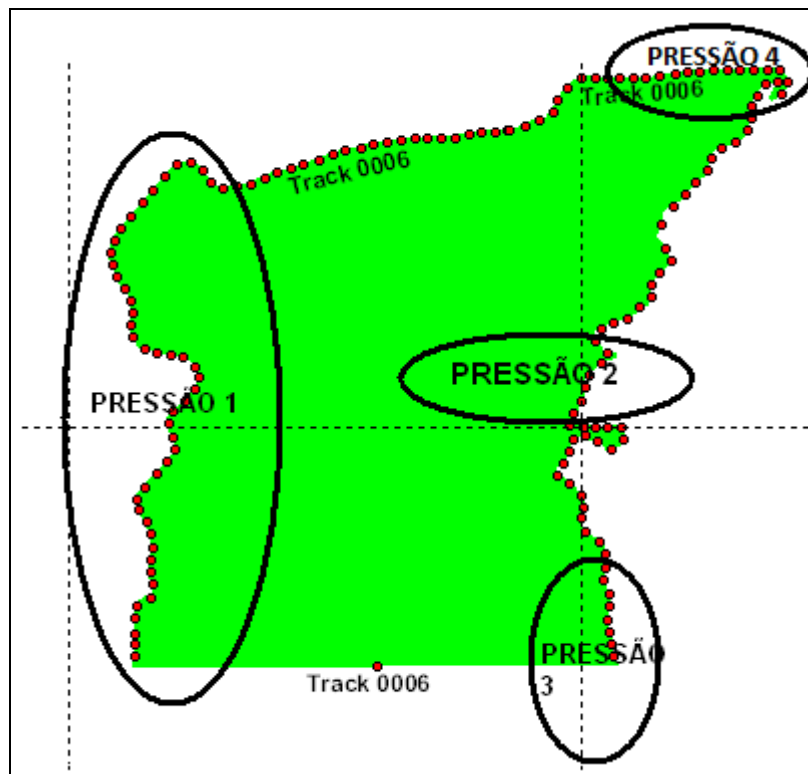 PRESSÃO 4
Track 0006
Track 0006
PRESSÃO 2
PRESSÃO 1
PRESSÃO
3
Track 0006